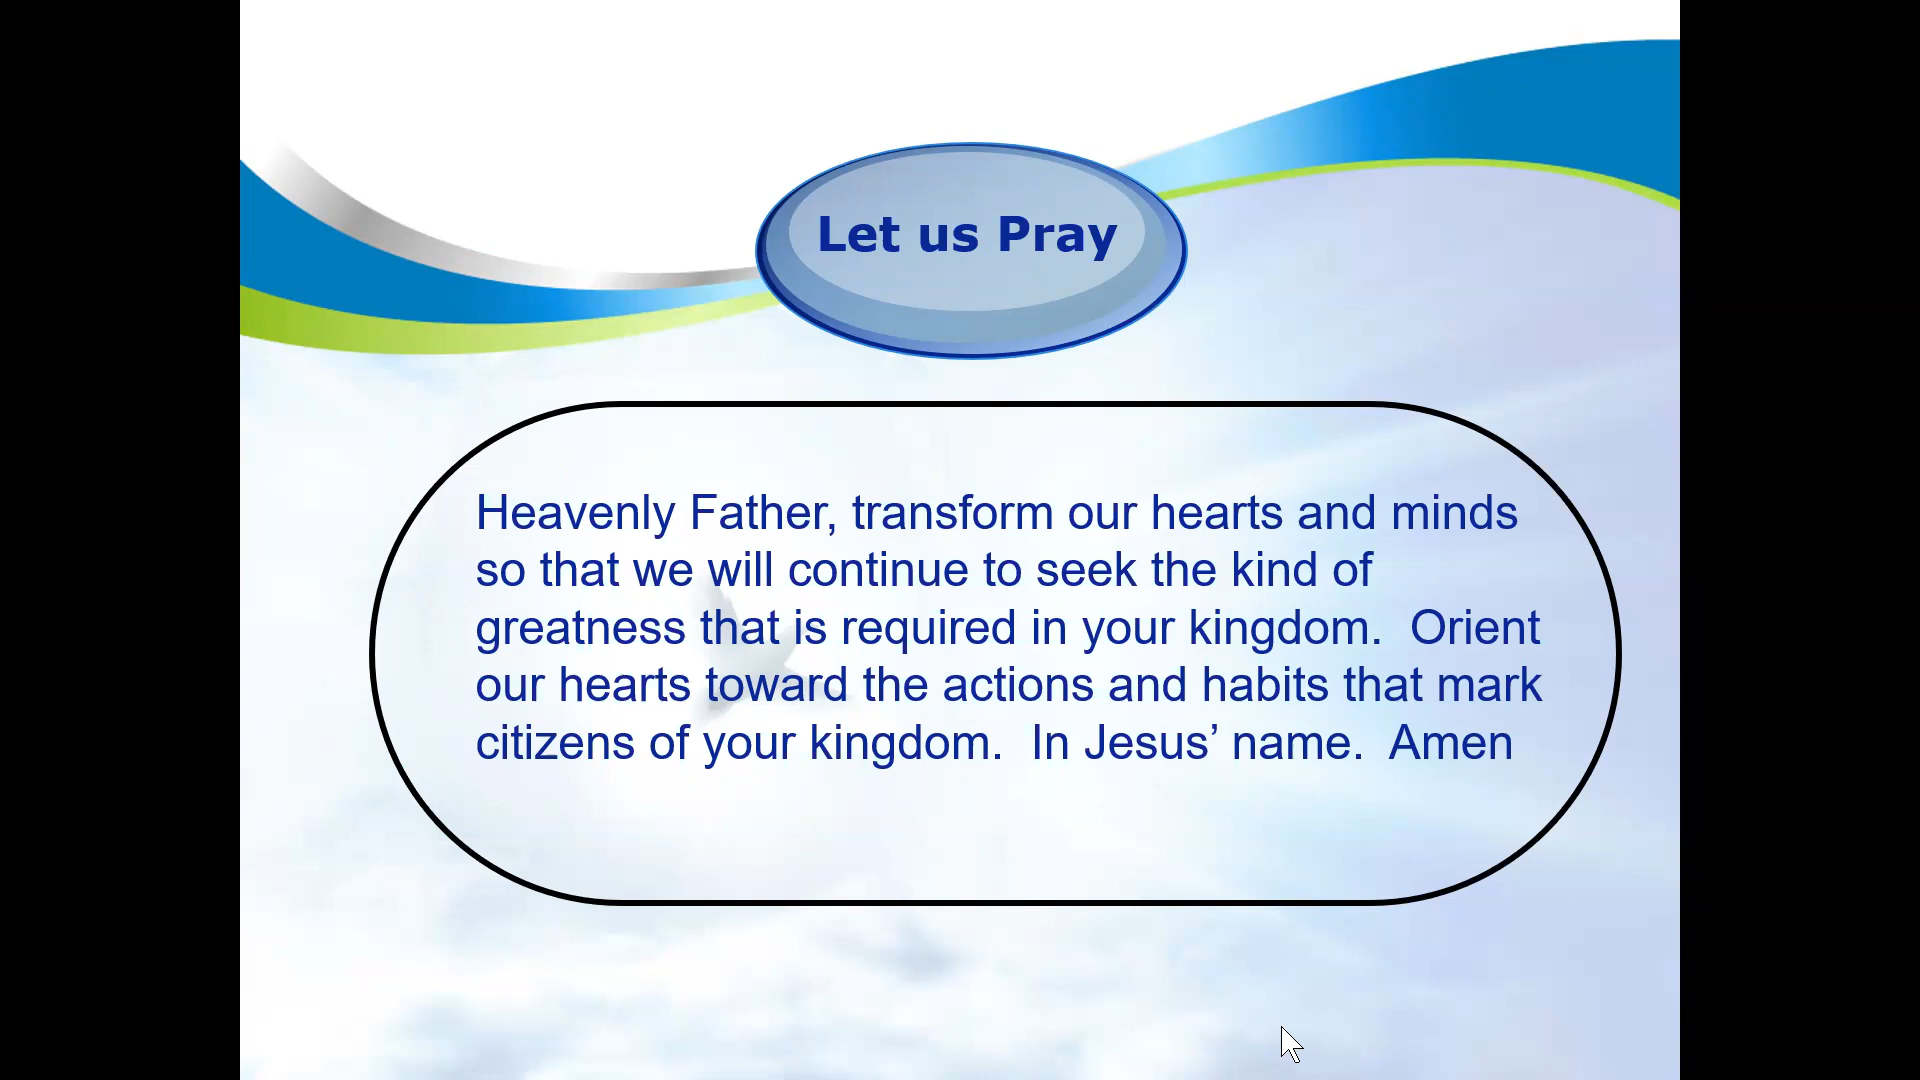 Let us Pray
Heavenly Father, transform our hearts and minds
so that we will continue to seek the kind of
greatness that is required in your kingdom.  Orient
our hearts toward the actions and habits that mark
citizens of your kingdom.  In Jesus’ name.  Amen